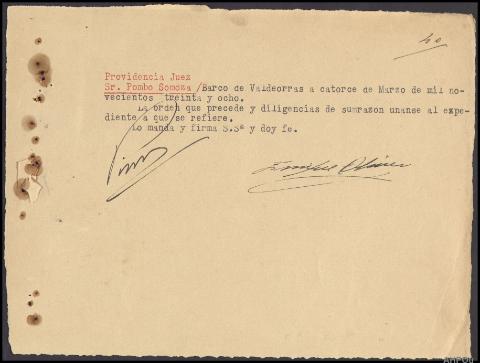 40
Providencia Juez
Sr. Pombo Somoza/Barco de Valdeorras a catorce de Marzo de mil no-
vecientos treinta y ocho.
La orden que precede y diligencias de sumrazon unanse al expe-
diente a que se refiere.
Lo manda y firma S.Sª y doy fe.